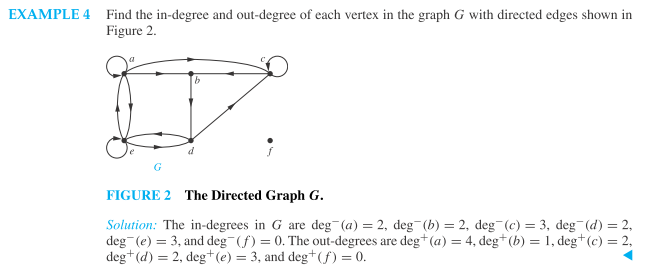 EXAMPLE 4 Find the in-degree and out-degree of each vertex in the graph G with directed edges shown in
Figure 2.
a
c
b
e
d
f
G
FIGURE 2 The Directed Graph G.
Solution: The in-degrees in G are deg⁻(a) = 2, deg⁻(b) = 2, deg⁻(c) = 3, deg⁻(d) = 2,
deg⁻(e) = 3, and deg⁻(f) = 0. The out-degrees are deg⁺(a) = 4, deg⁺(b) = 1, deg⁺(c) = 2,
deg⁺(d) = 2, deg⁺(e) = 3, and deg⁺(f) = 0.